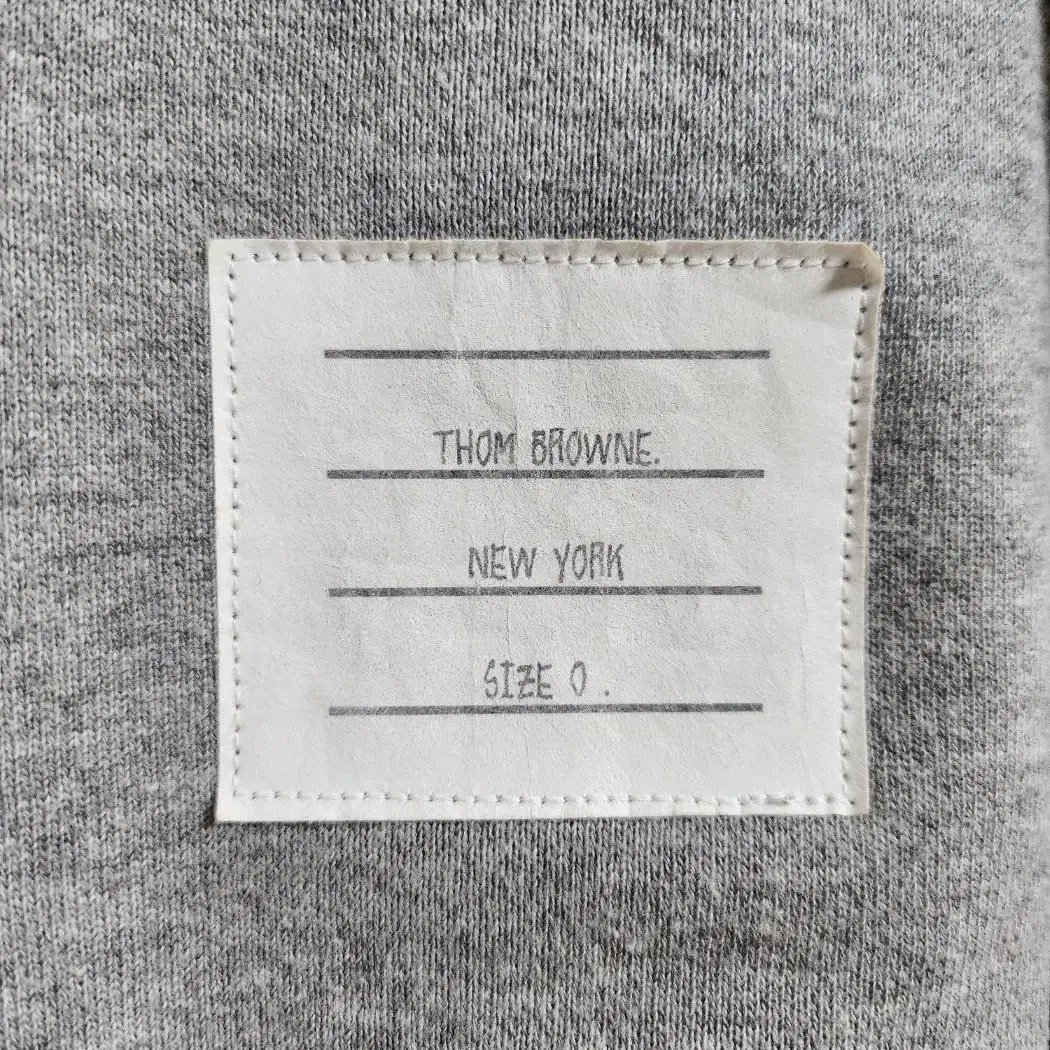 THOM BROWNE.
NEW YORK
SIZE 0 .